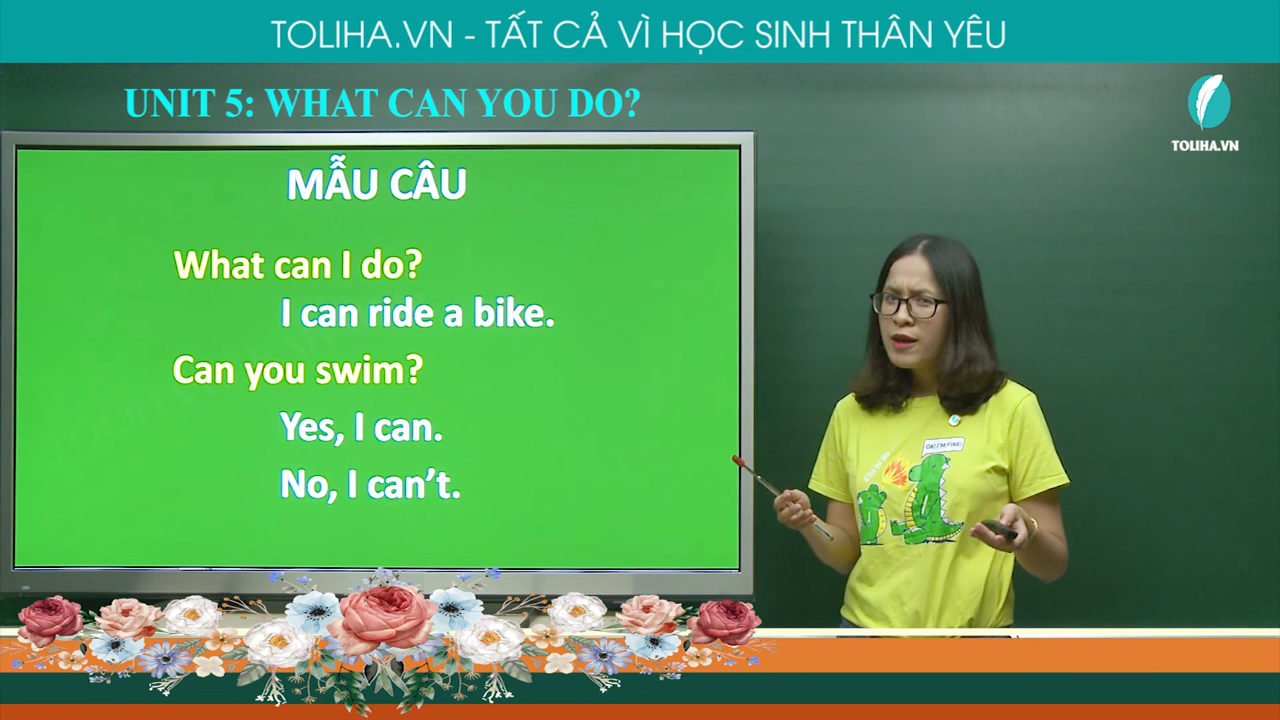 TOLIHA.VN - TẤT CẢ VÌ HỌC SINH THÂN YÊU
UNIT 5: WHAT CAN YOU DO?
TOLIHA.VN
MẪU CÂU
What can I do?
I can ride a bike.
Can you swim?
Yes, I can.
No, I can't.
OK! I'M FINE!